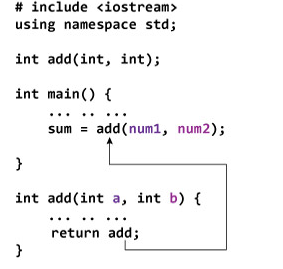 # include <iostream>
using namespace std;
int add(int, int);
int main() {
... .. ...
sum = add(num1, num2);
}
int add(int a, int b) {
... .. ...
return add;
}